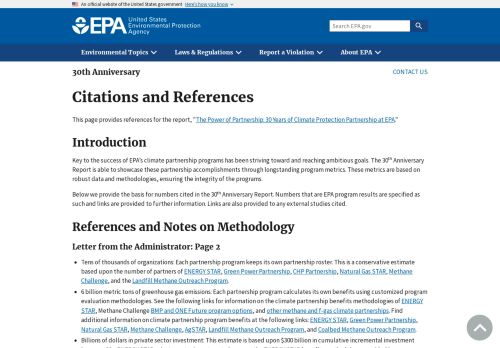 An official website of the United States government Here's how you know
EPA United States
Environmental Protection
Agency
Search EPA.gov
Environmental Topics Laws & Regulations Report a Violation About EPA
30th Anniversary CONTACT US
Citations and References
This page provides references for the report, "The Power of Partnership: 30 Years of Climate Protection Partnership at EPA."
Introduction
Key to the success of EPA's climate partnership programs has been striving toward and reaching ambitious goals. The 30th Anniversary
Report is able to showcase these partnership accomplishments through longstanding program metrics. These metrics are based on
robust data and methodologies, ensuring the integrity of the programs.
Below we provide the basis for numbers cited in the 30th Anniversary Report. Numbers that are EPA program results are specified as
such and links are provided to further information. Links are also provided to any external studies cited.
References and Notes on Methodology
Letter from the Administrator: Page 2
• Tens of thousands of organizations: Each partnership program keeps its own partnership roster. This is a conservative estimate
based upon the number of partners of ENERGY STAR, Green Power Partnership, CHP Partnership, Natural Gas STAR, Methane
Challenge, and the Landfill Methane Outreach Program.
• 6 billion metric tons of greenhouse gas emissions: Each partnership program calculates its own benefits using customized program
evaluation methodologies. See the following links for information on the climate partnership benefits methodologies of ENERGY
STAR, Methane Challenge BMP and ONE Future program options, and other methane and f-gas climate partnerships. Find
additional information on climate partnership program benefits at the following links: ENERGY STAR, Green Power Partnership,
Natural Gas STAR, Methane Challenge, AgSTAR, Landfill Methane Outreach Program, and Coalbed Methane Outreach Program.
• Billions of dollars in private sector investment: This estimate is based upon $300 billion in cumulative incremental investment